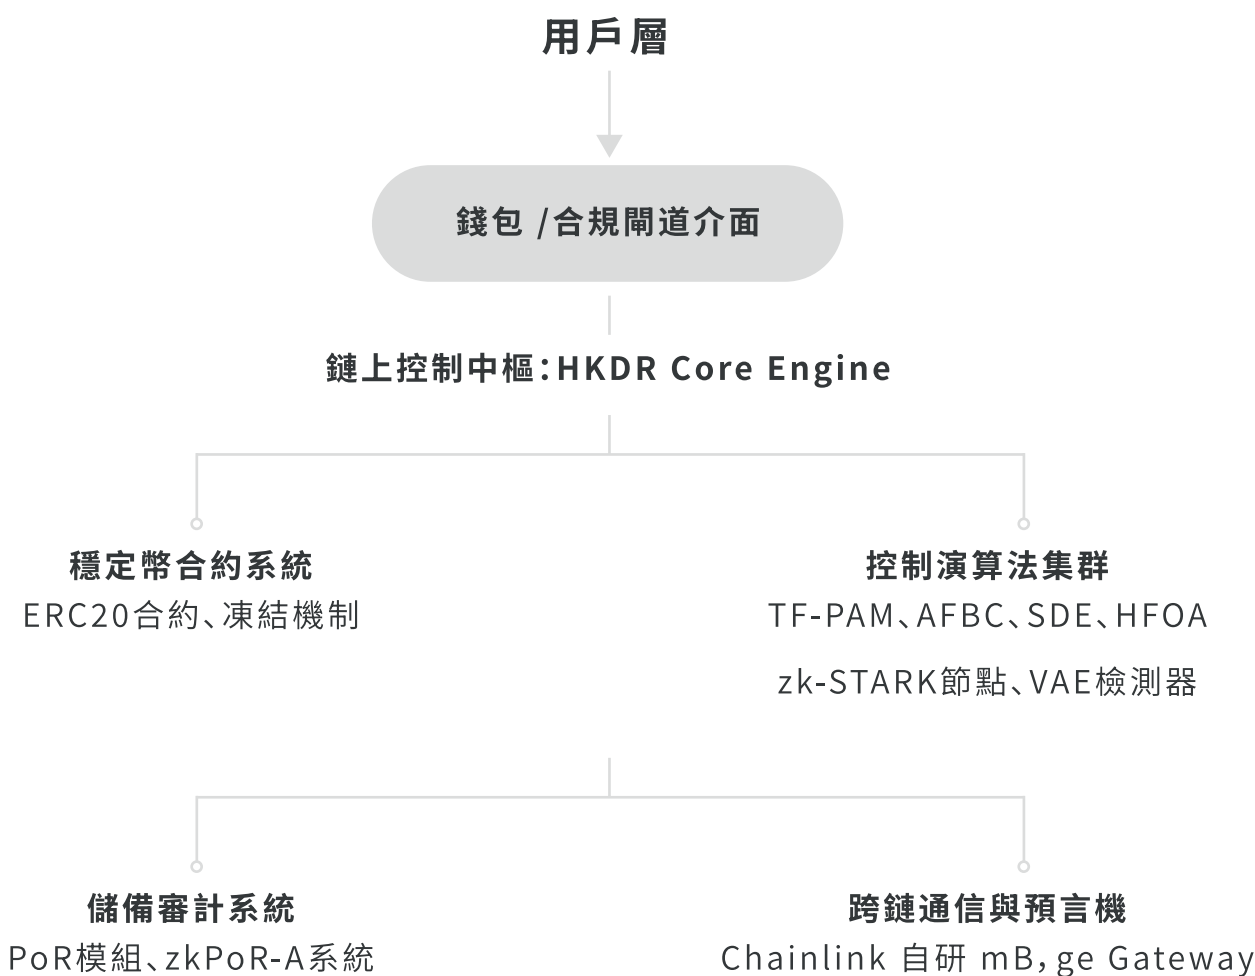 用戶層
錢包 /合規閘道介面
鏈上控制中樞：HKDR Core Engine
穩定幣合約系統
ERC20合約、凍結機制
控制演算法集群
TF-PAM、AFBC、SDE、HFOA
zk-STARK節點、VAE檢測器
儲備審計系統
PoR模組、zkPoR-A系統
跨鏈通信與預言機
Chainlink 自研 mB，ge Gateway